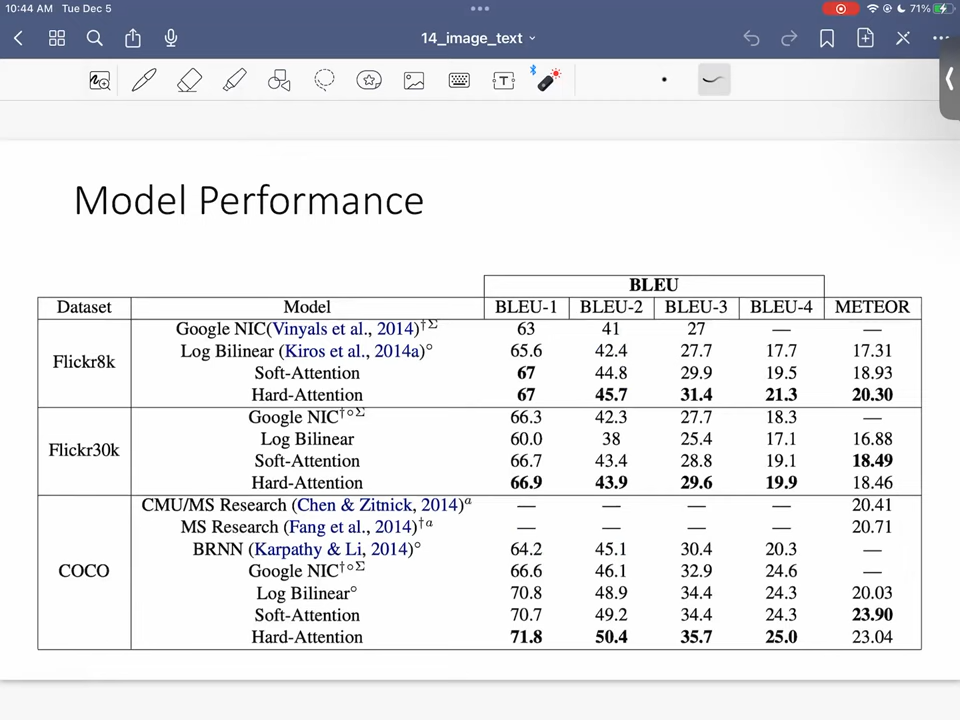 10:44 AM Tue Dec 5
71%
14_image_text
Model Performance
BLEU
Dataset Model BLEU-1 BLEU-2 BLEU-3 BLEU-4 METEOR
Flickr8k
Google NIC(Vinyals et al., 2014)†Σ 63 41 27 — —
Log Bilinear (Kiros et al., 2014a)° 65.6 42.4 27.7 17.7 17.31
Soft-Attention 67 44.8 29.9 19.5 18.93
Hard-Attention 67 45.7 31.4 21.3 20.30
Flickr30k
Google NIC†°Σ 66.3 42.3 27.7 18.3 —
Log Bilinear 60.0 38 25.4 17.1 16.88
Soft-Attention 66.7 43.4 28.8 19.1 18.49
Hard-Attention 66.9 43.9 29.6 19.9 18.46
COCO
CMU/MS Research (Chen & Zitnick, 2014)a — — — — 20.41
MS Research (Fang et al., 2014)†a — — — — 20.71
BRNN (Karpathy & Li, 2014)° 64.2 45.1 30.4 20.3 —
Google NIC†°Σ 66.6 46.1 32.9 24.6 —
Log Bilinear° 70.8 48.9 34.4 24.3 20.03
Soft-Attention 70.7 49.2 34.4 24.3 23.90
Hard-Attention 71.8 50.4 35.7 25.0 23.04